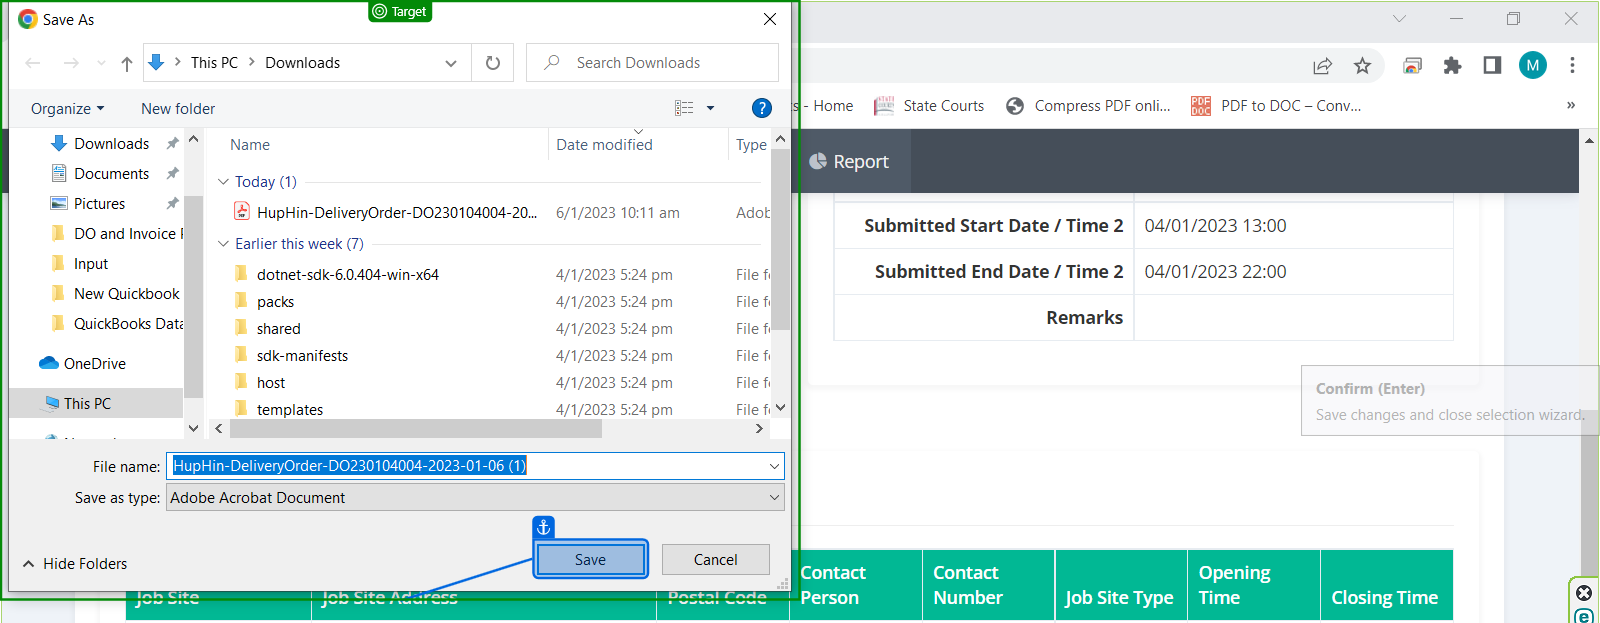 Save As
Target
This PC
Downloads
Search Downloads
Organize
New folder
?
Downloads
Documents
Pictures
DO and Invoice
Input
New Quickbook
QuickBooks Data
OneDrive
This PC
Name
Date modified
Type
Today (1)
HupHin-DeliveryOrder-DO230104004-20... 6/1/2023 10:11 am Adob
Earlier this week (7)
dotnet-sdk-6.0.404-win-x64 4/1/2023 5:24 pm File f
packs 4/1/2023 5:24 pm File f
shared 4/1/2023 5:24 pm File f
sdk-manifests 4/1/2023 5:24 pm File f
host 4/1/2023 5:24 pm File f
templates 4/1/2023 5:24 pm File f
File name: HupHin-DeliveryOrder-DO230104004-2023-01-06 (1)
Save as type: Adobe Acrobat Document
Hide Folders
Save
Cancel
M
s - Home
State Courts
Compress PDF onli...
PDF DOC
PDF to DOC – Conv...
»
Report
Submitted Start Date / Time 2 04/01/2023 13:00
Submitted End Date / Time 2 04/01/2023 22:00
Remarks
Confirm (Enter)
Save changes and close selection wizard.
Job Site
Job Site Address
Postal Code
Contact
Person
Contact
Number
Job Site Type
Opening
Time
Closing Time
e